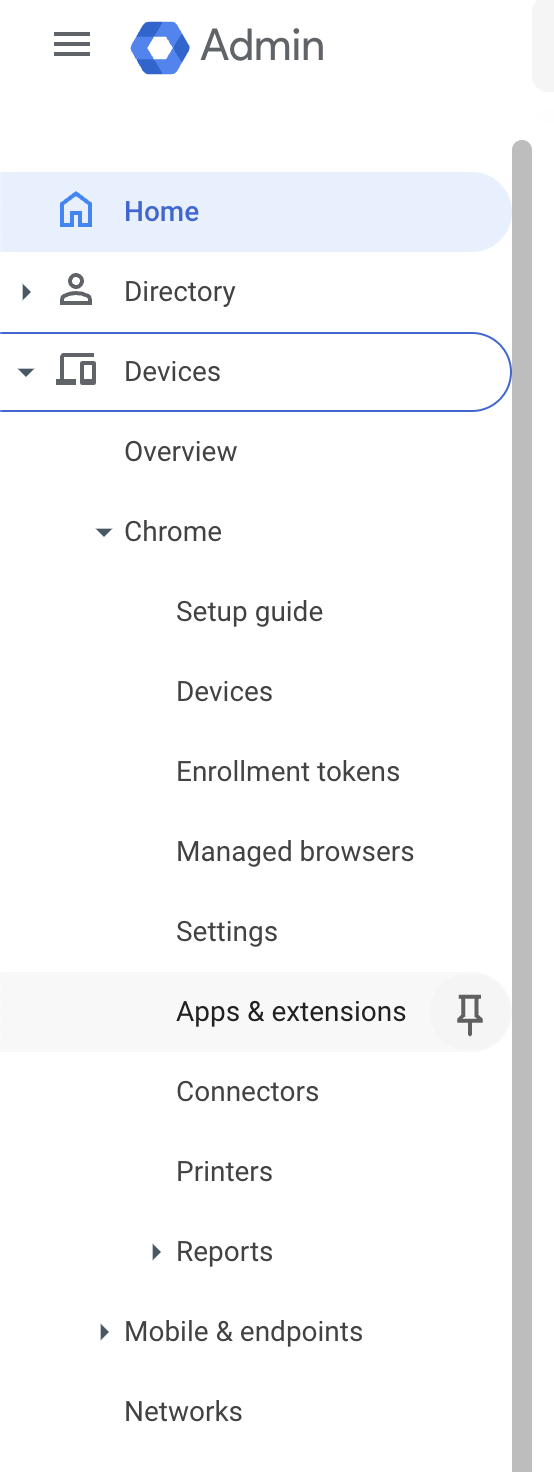 Admin
Home
Directory
Devices
Overview
Chrome
Setup guide
Devices
Enrollment tokens
Managed browsers
Settings
Apps & extensions
Connectors
Printers
Reports
Mobile & endpoints
Networks